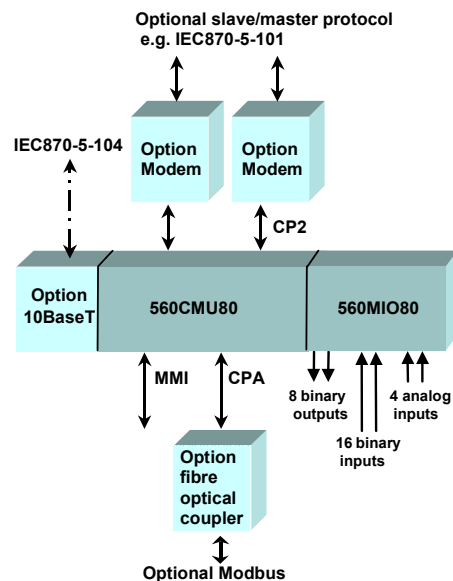 Optional slave/master protocol
e.g. IEC870-5-101
IEC870-5-104
Option
Modem
Option
Modem
CP2
Option
10BaseT
560CMU80
560MIO80
MMI
CPA
8 binary
outputs
4 analog
inputs
16 binary
inputs
Option
fibre
optical
coupler
Optional Modbus